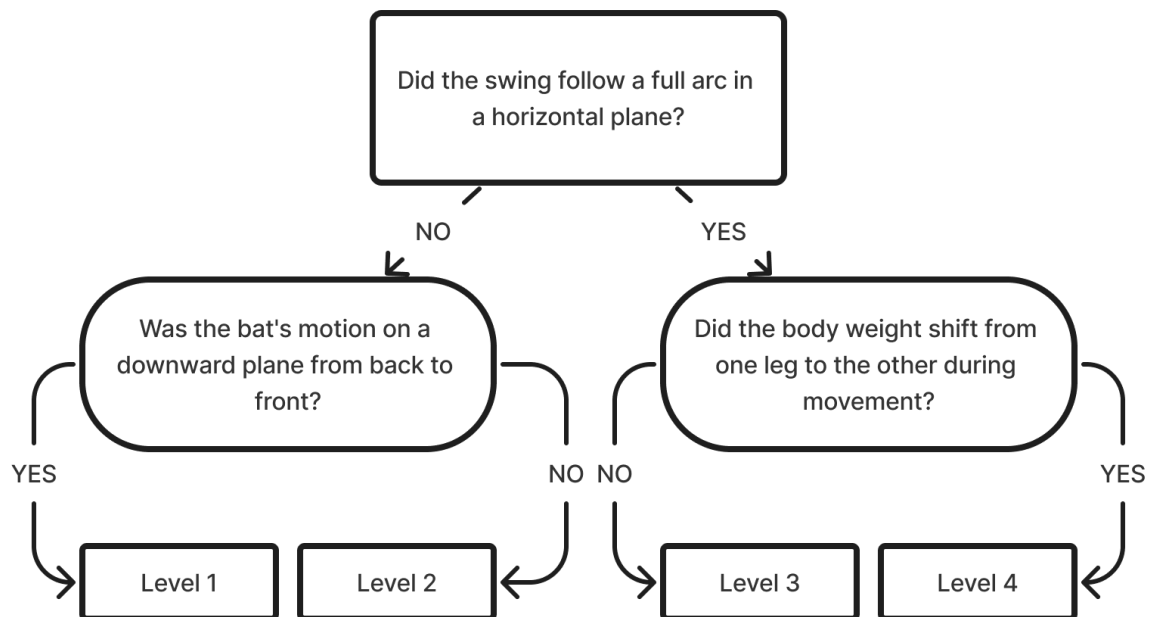 Did the swing follow a full arc in
a horizontal plane?
NO
YES
Was the bat's motion on a
downward plane from back to
front?
Did the body weight shift from
one leg to the other during
movement?
YES
NO
NO
YES
Level 1
Level 2
Level 3
Level 4